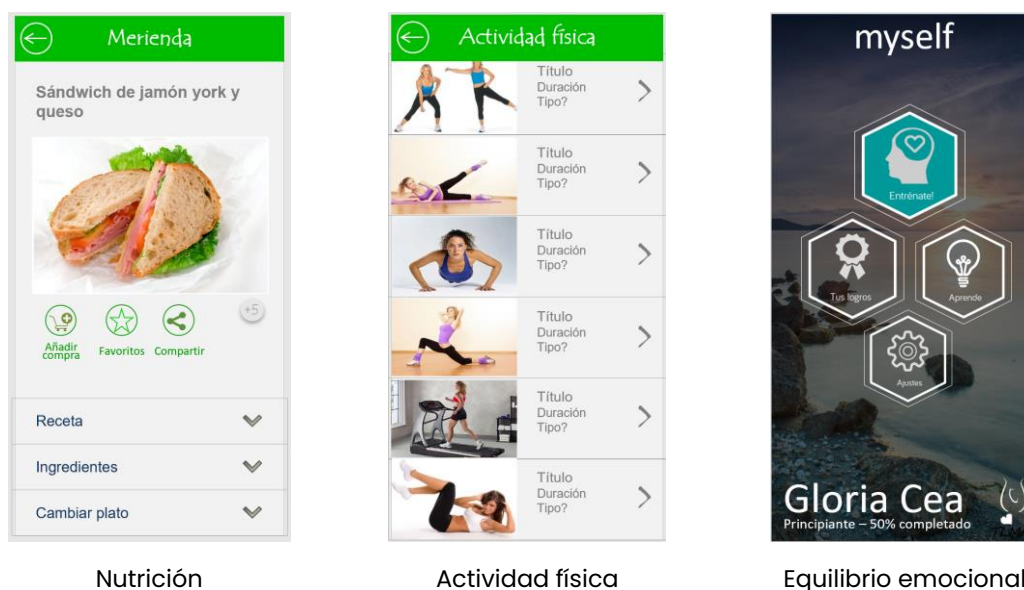 Merienda
Sándwich de jamón york y
queso
+5
Añadir
compra
Favoritos
Compartir
Receta
Ingredientes
Cambiar plato
Nutrición
Actividad física
Título
Duración
Tipo?
Título
Duración
Tipo?
Título
Duración
Tipo?
Título
Duración
Tipo?
Título
Duración
Tipo?
Título
Duración
Tipo?
Actividad física
myself
Entrénate!
Tus logros
Aprende
Ajustes
Gloria Cea
Principiante – 50% completado
Equilibrio emocional